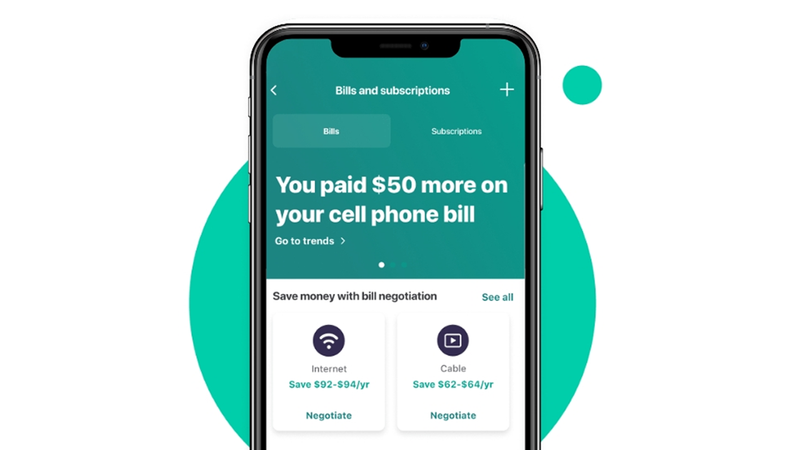 Bills and subscriptions
Bills
Subscriptions
You paid $50 more on
your cell phone bill
Go to trends
Save money with bill negotiation
See all
Internet
Save $92-$94/yr
Negotiate
Cable
Save $62-$64/yr
Negotiate